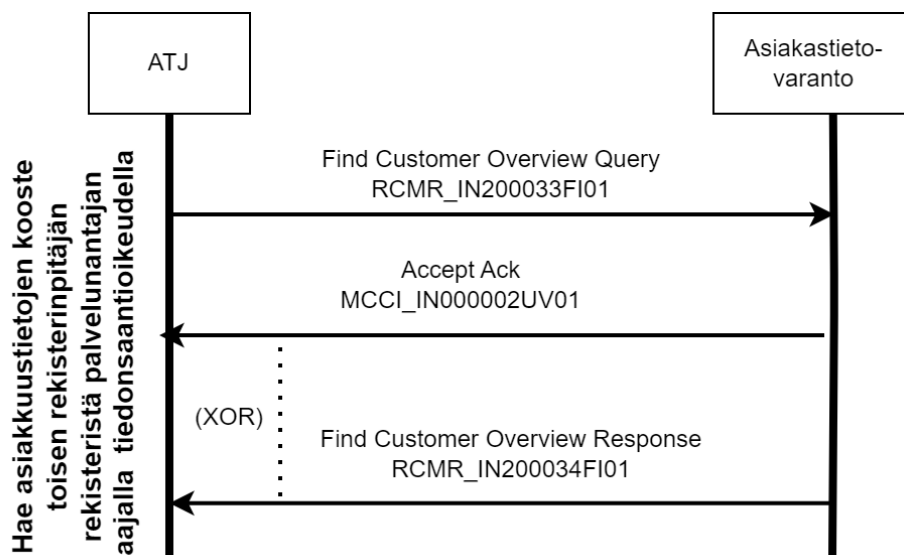 ATJ
Asiakastieto-
varanto
Hae asiakkuustietojen kooste
toisen rekisterinpitäjän
rekisteristä palvelunantajan
aajalla tiedonsaantioikeudella
Find Customer Overview Query
RCMR_IN200033FI01
Accept Ack
MCCI_IN000002UV01
(XOR)
Find Customer Overview Response
RCMR_IN200034FI01